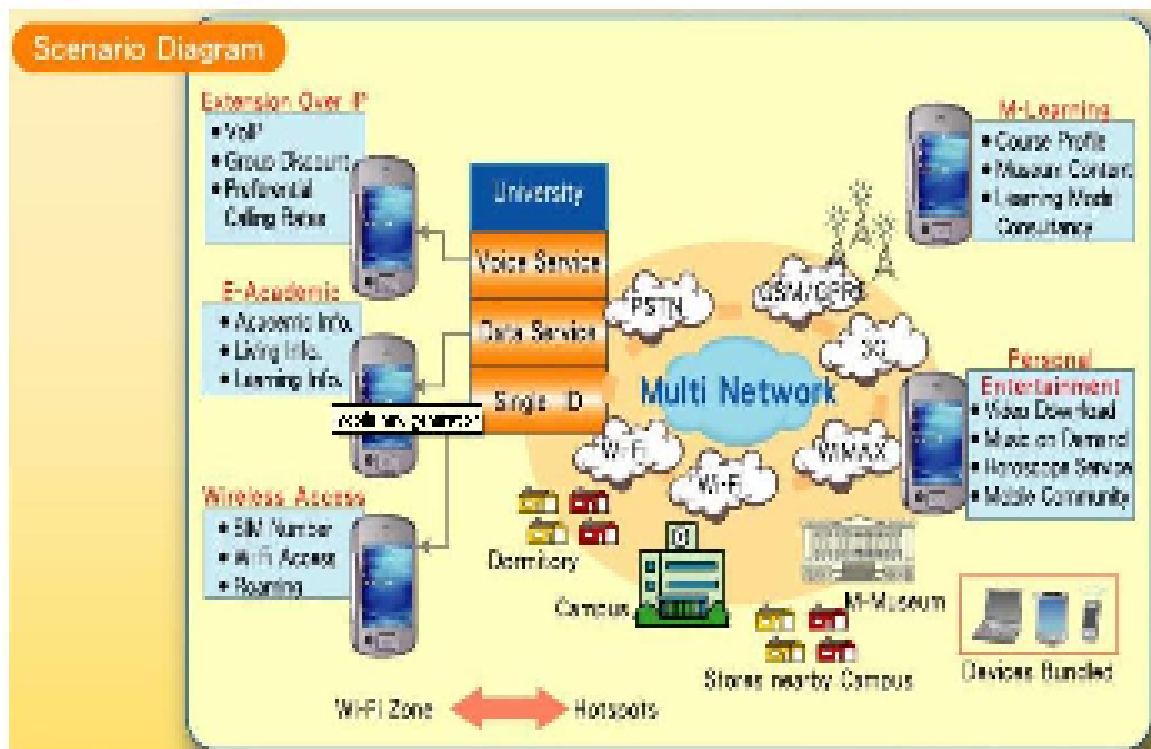 Scenario Diagram
Extension Over IP
• VoIP
• Group Discount
• Preferential
Calling Rates
E-Academic
• Academic Info.
• Living Info.
• Learning Info.
Wireless Access
• SIM Number
• Wi-Fi Access
• Roaming
University
Voice Service
Data Service
Single ID
PSTN
GSM/GPRS
3G
Multi Network
Wi-Fi
Wi-Fi
WiMAX
M-Learning
• Course Profile
• Museum Content
• Learning Model
Consultancy
Personal
Entertainment
• Video Download
• Music on Demand
• Horoscope Service
• Mobile Community
Dormitory
Campus
M-Museum
Stores nearby Campus
Devices Bundled
Wi-Fi Zone
Hotspots